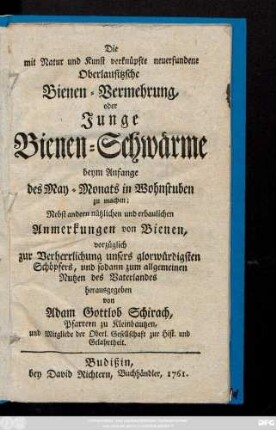 Die
mit Natur und Kunst verknüpfte neuerfundene
Oberlausitzsche
Bienen-Vermehrung,
oder
Junge
Bienen-Schwärme
beym Anfange
des May-Monats in Wohnstuben
zu machen;
Nebst andern nützlichen und erbaulichen
Anmerkungen von Bienen,
vorzüglich
zur Verherrlichung unsers glorwürdigsten
Schöpfers, und sodann zum allgemeinen
Nutzen des Vaterlandes
herausgegeben
von
Adam Gottlob Schirach,
Pfarrern zu Kleinbautzen,
und Mitgliede der Oberl. Gesellschaft zur Hist. und
Gelahrtheit.
Budißin,
bey David Richtern, Buchhändler, 1761.